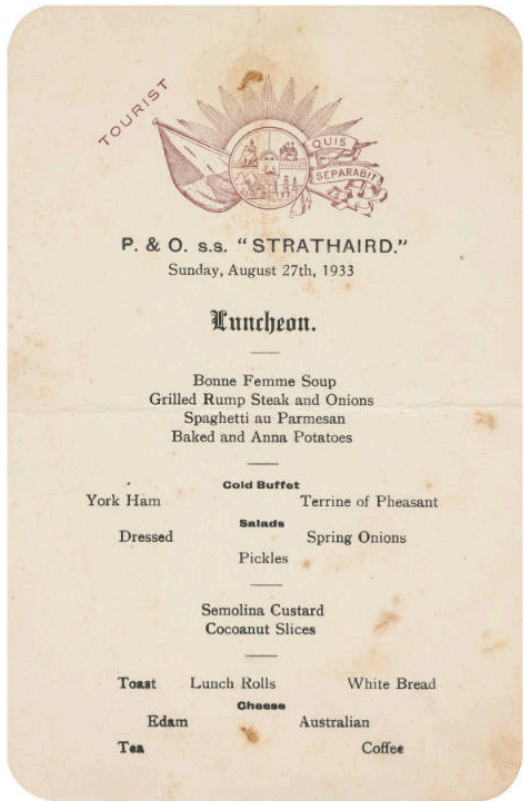 TOURIST
QUIS
SEPARABIT
P. & O. s.s. "STRATHAIRD."
Sunday, August 27th, 1933
Luncheon.
Bonne Femme Soup
Grilled Rump Steak and Onions
Spaghetti au Parmesan
Baked and Anna Potatoes
Cold Buffet
York Ham Terrine of Pheasant
Salads
Dressed Spring Onions
Pickles
Semolina Custard
Cocoanut Slices
Toast Lunch Rolls White Bread
Cheese
Edam Australian
Tea Coffee